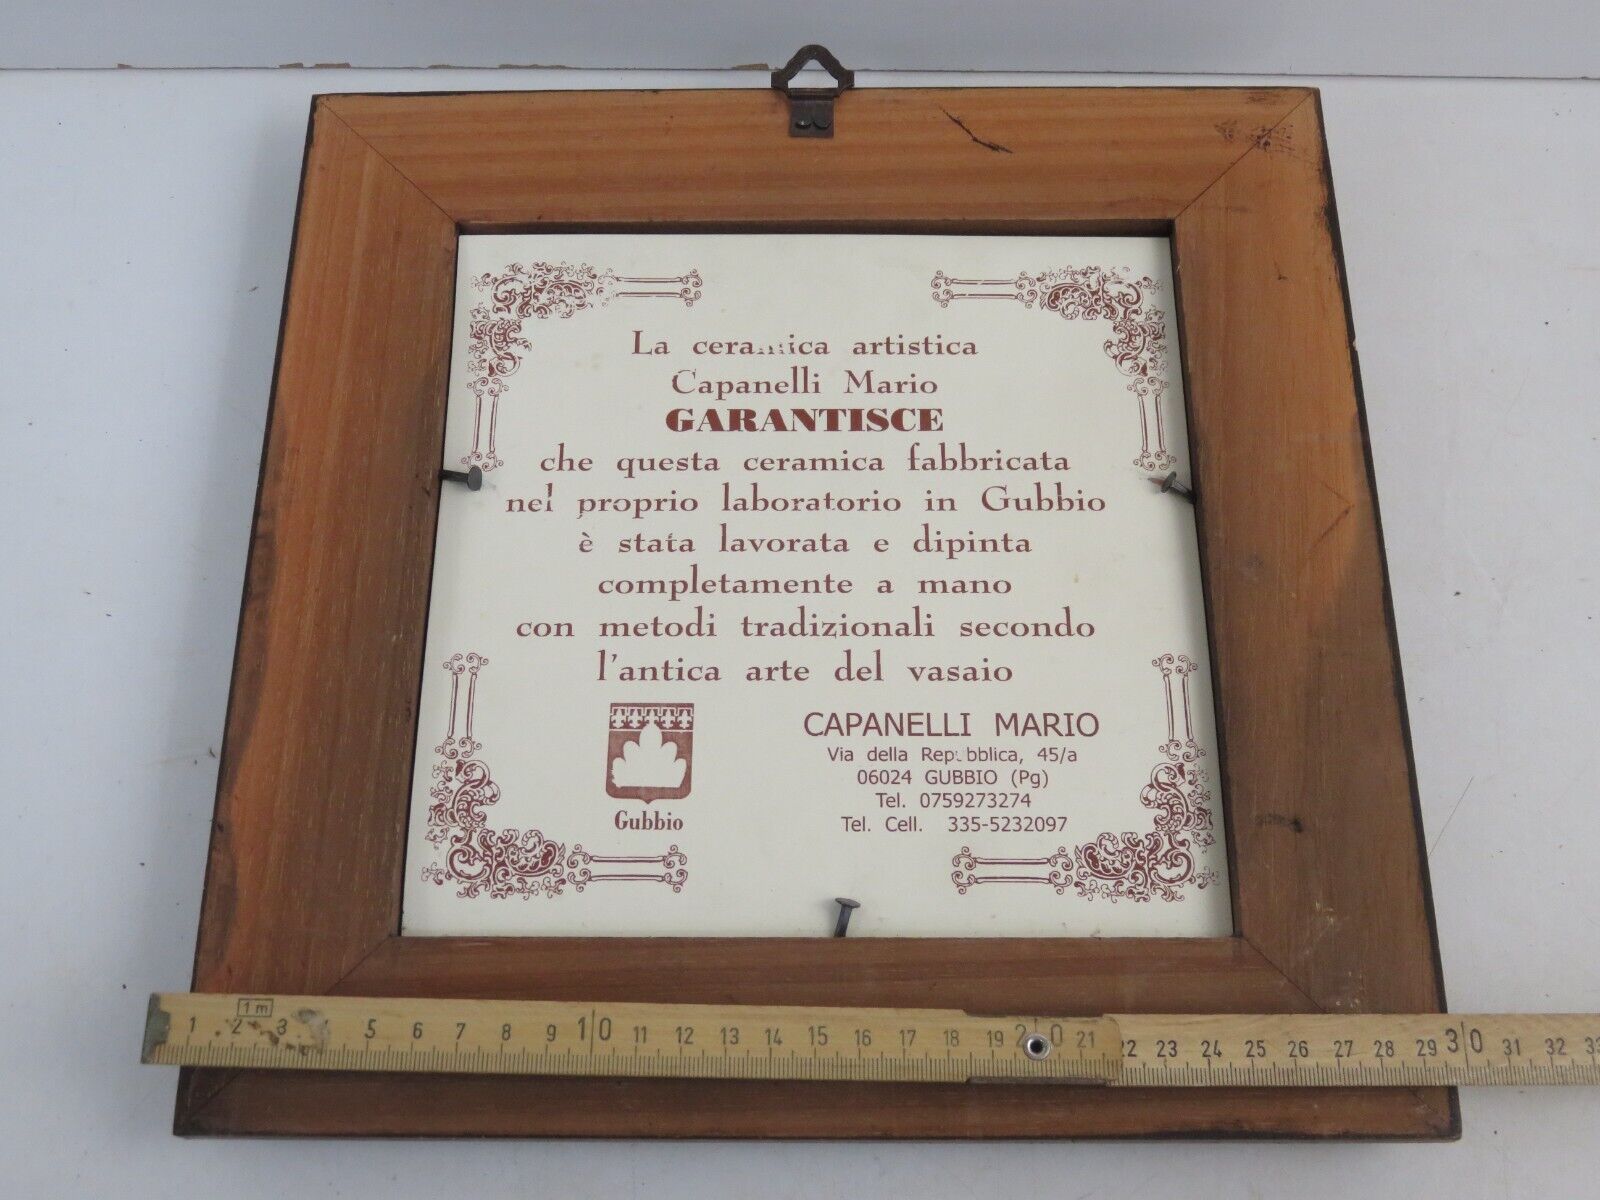 La ceramica artistica
Capanelli Mario
GARANTISCE
che questa ceramica fabbricata
nel proprio laboratorio in Gubbio
è stata lavorata e dipinta
completamente a mano
con metodi tradizionali secondo
l'antica arte del vasaio
Gubbio
CAPANELLI MARIO
Via della Repubblica, 45/a
06024 GUBBIO (Pg)
Tel. 0759273274
Tel. Cell. 335-5232097
1 m
1 2 3 5 6 7 8 9 10 11 12 13 14 15 16 17 18 19 20 21 22 23 24 25 26 27 28 29 30 31 32 33